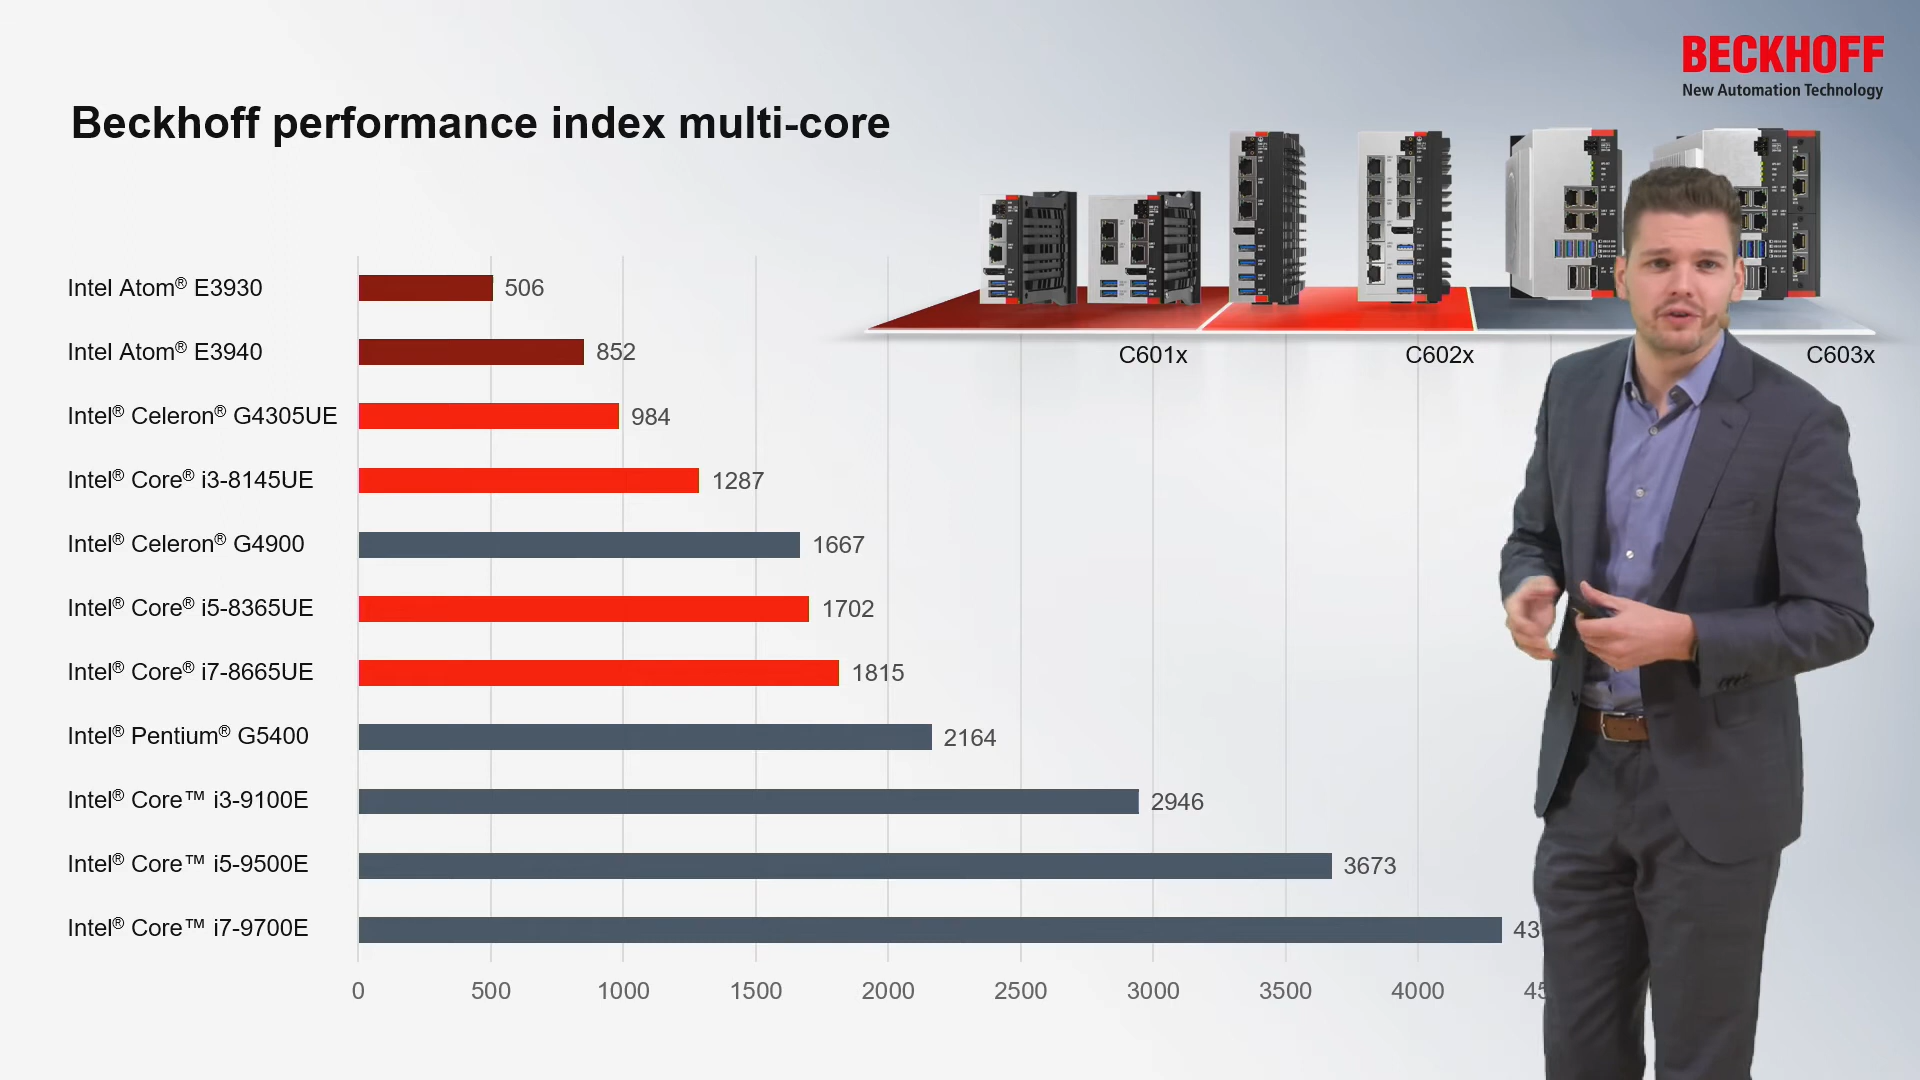 BECKHOFF
New Automation Technology
Beckhoff performance index multi-core
C601x C602x C603x
Intel Atom® E3930 506
Intel Atom® E3940 852
Intel® Celeron® G4305UE 984
Intel® Core® i3-8145UE 1287
Intel® Celeron® G4900 1667
Intel® Core® i5-8365UE 1702
Intel® Core® i7-8665UE 1815
Intel® Pentium® G5400 2164
Intel® Core™ i3-9100E 2946
Intel® Core™ i5-9500E 3673
Intel® Core™ i7-9700E
0 500 1000 1500 2000 2500 3000 3500 4000